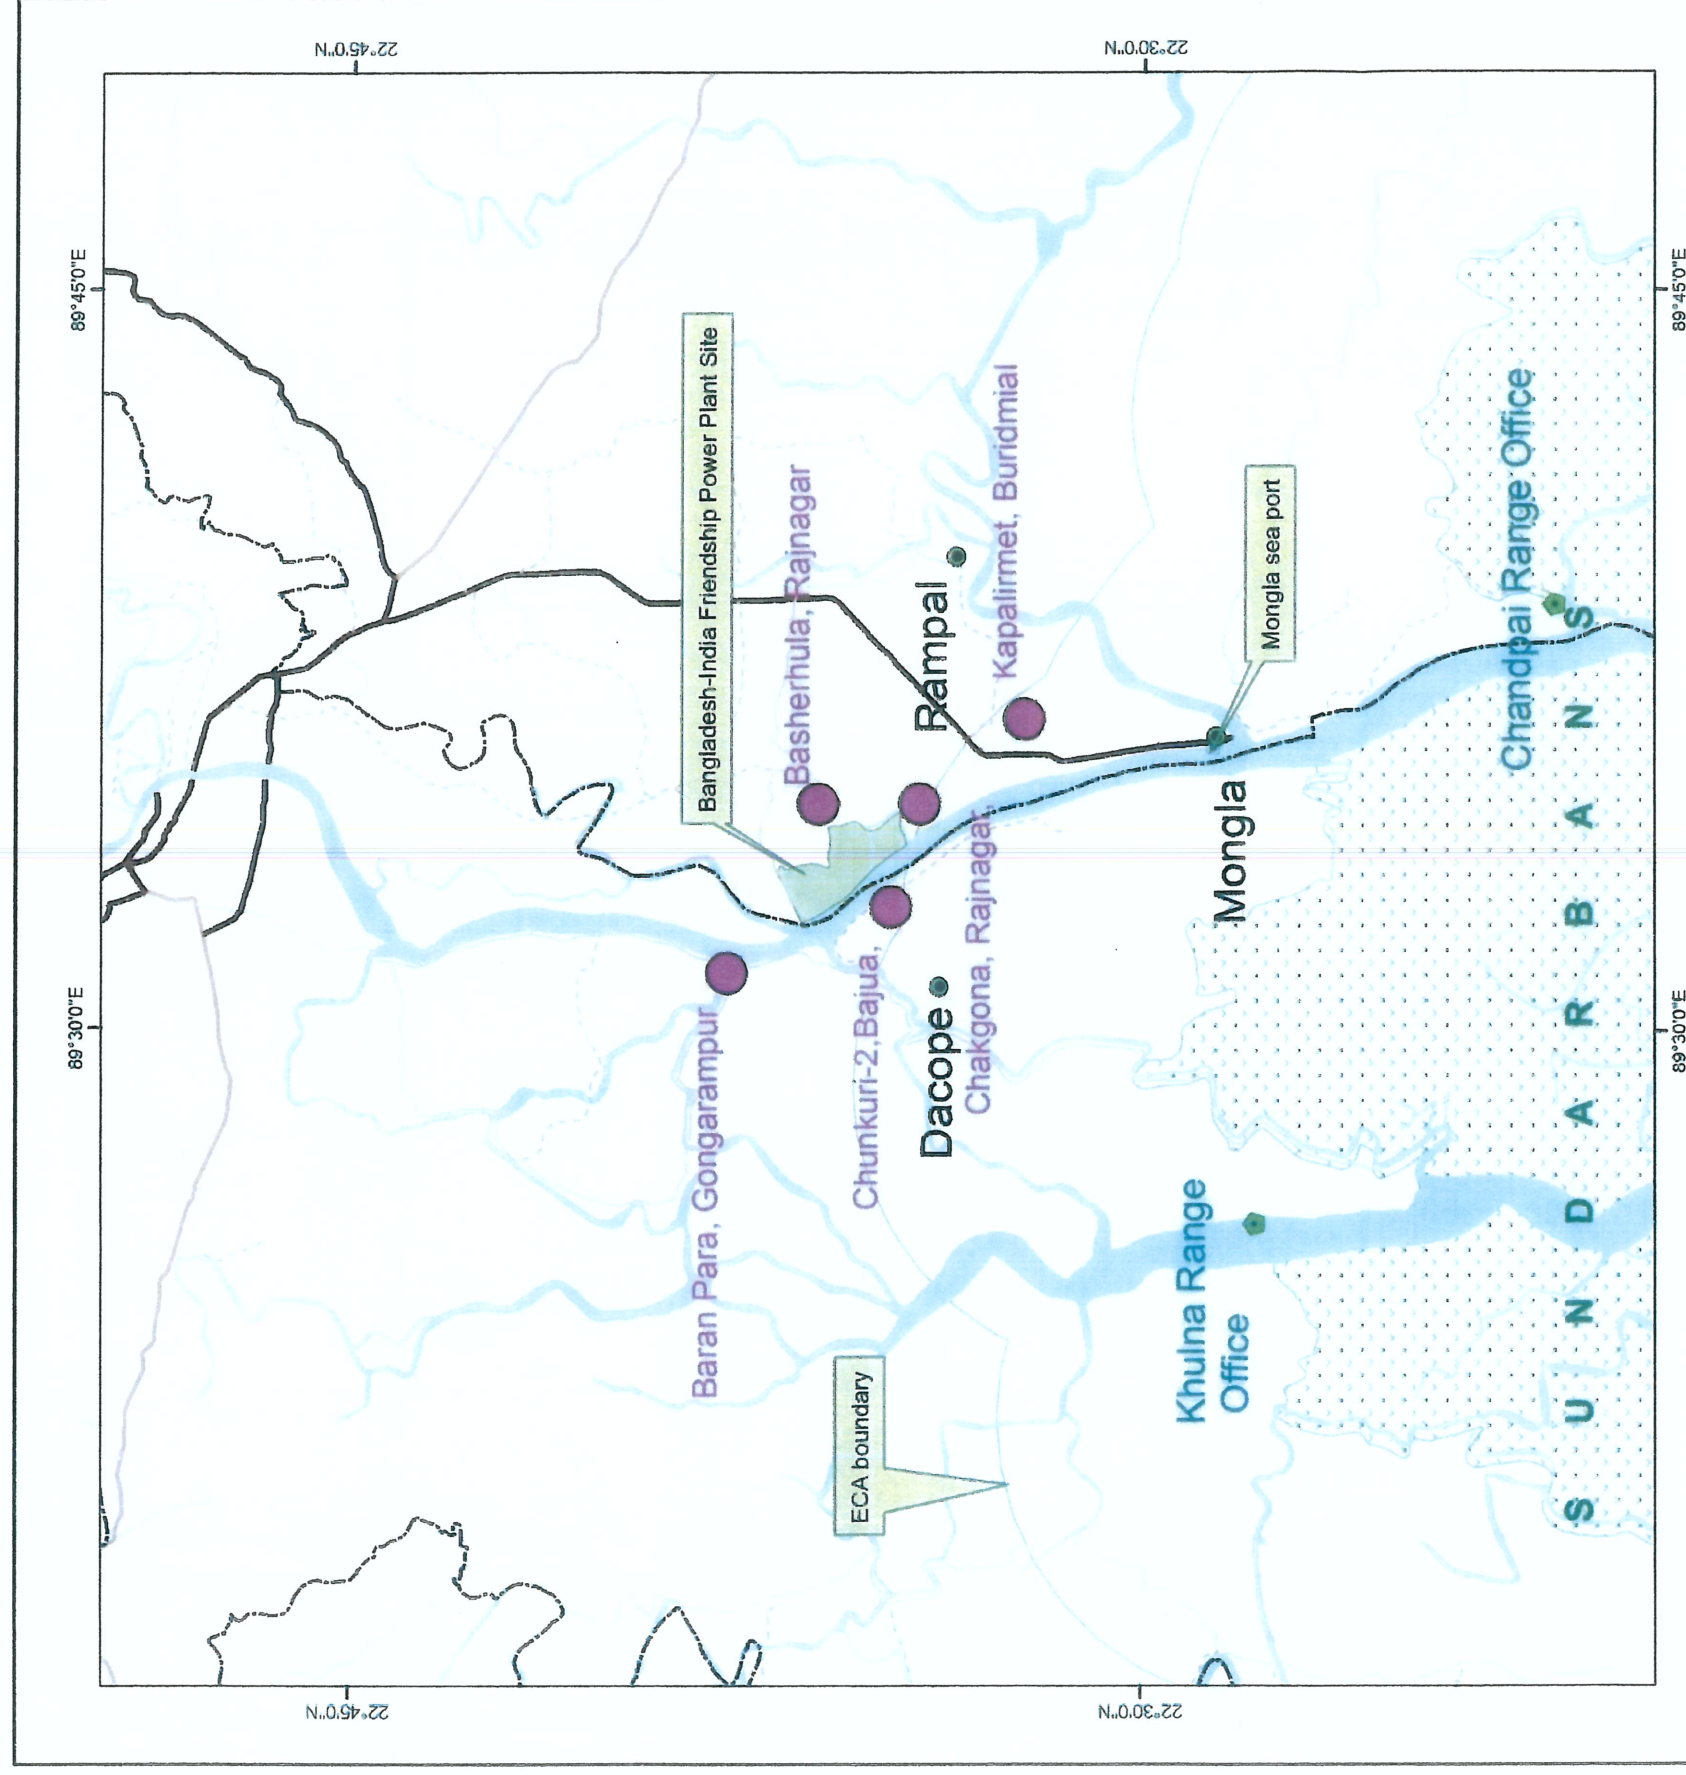 89°30'0"E
89°45'0"E
22°45'0"N
22°45'0"N
Bangladesh-India Friendship Power Plant Site
Baran Para, Gongarampur
Basherhula, Rajnagar
ECA boundary
Chunkuri-2,Bajua,
Dacope
Rampal
Chakgona, Rajnagar,
Kapalirmet, Buridmial
22°30'0"N
22°30'0"N
Khulna Range
Office
Mongla
Mongla sea port
Chandpai Range Office
S U N D A R B A N S
89°30'0"E
89°45'0"E